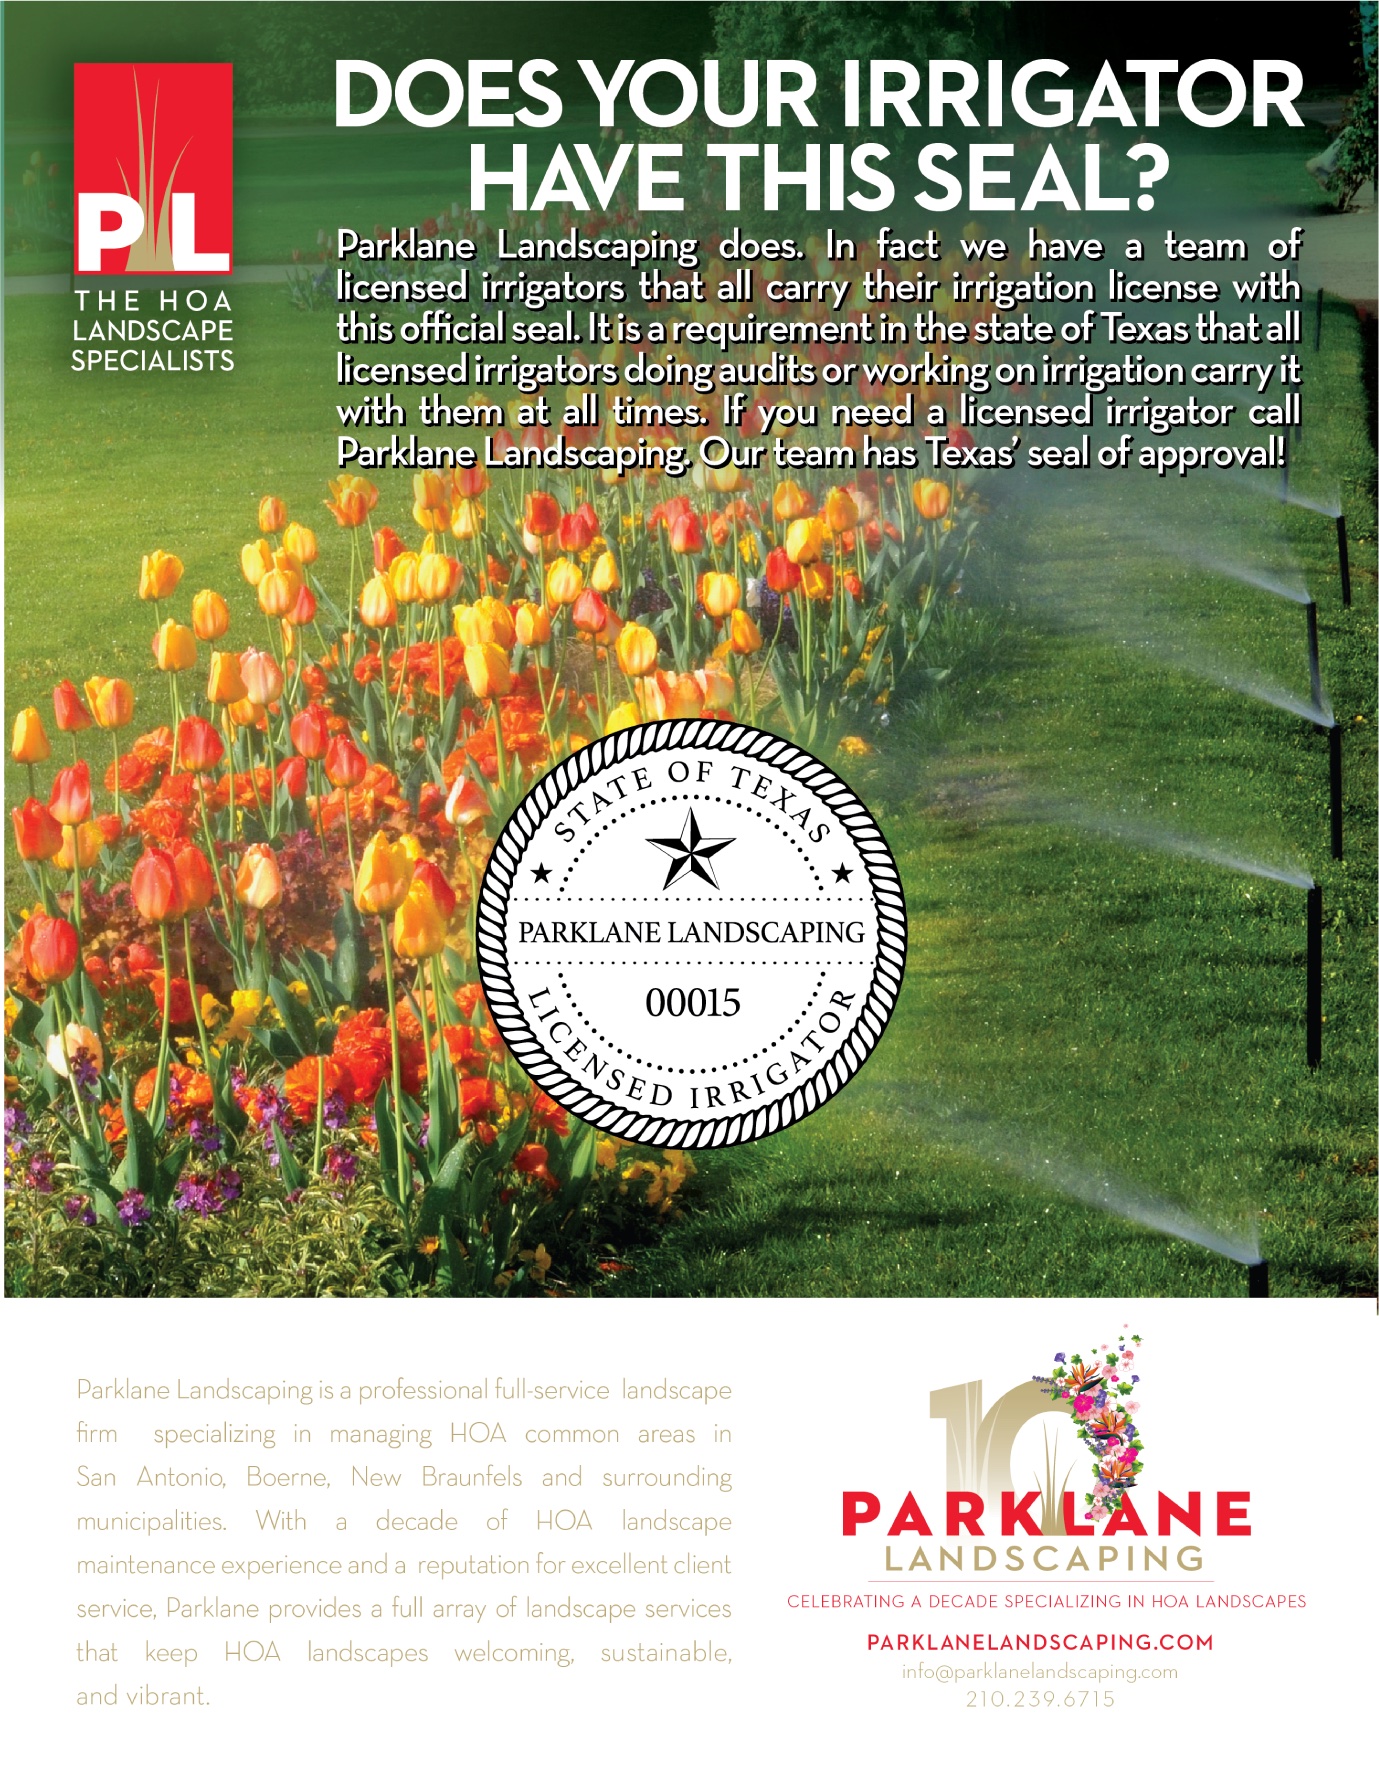 PL
THE HOA
LANDSCAPE
SPECIALISTS
DOES YOUR IRRIGATOR
HAVE THIS SEAL?
Parklane Landscaping does. In fact we have a team of
licensed irrigators that all carry their irrigation license with
this official seal. It is a requirement in the state of Texas that all
licensed irrigators doing audits or working on irrigation carry it
with them at all times. If you need a licensed irrigator call
Parklane Landscaping. Our team has Texas’ seal of approval!
STATE OF TEXAS
PARKLANE LANDSCAPING
00015
LICENSED IRRIGATOR
Parklane Landscaping is a professional full-service landscape
firm specializing in managing HOA common areas in
San Antonio, Boerne, New Braunfels and surrounding
municipalities. With a decade of HOA landscape
maintenance experience and a reputation for excellent client
service, Parklane provides a full array of landscape services
that keep HOA landscapes welcoming, sustainable,
and vibrant.
10
PARKLANE
LANDSCAPING
CELEBRATING A DECADE SPECIALIZING IN HOA LANDSCAPES
PARKLANELANDSCAPING.COM
info@parklanelandscaping.com
210.239.6715